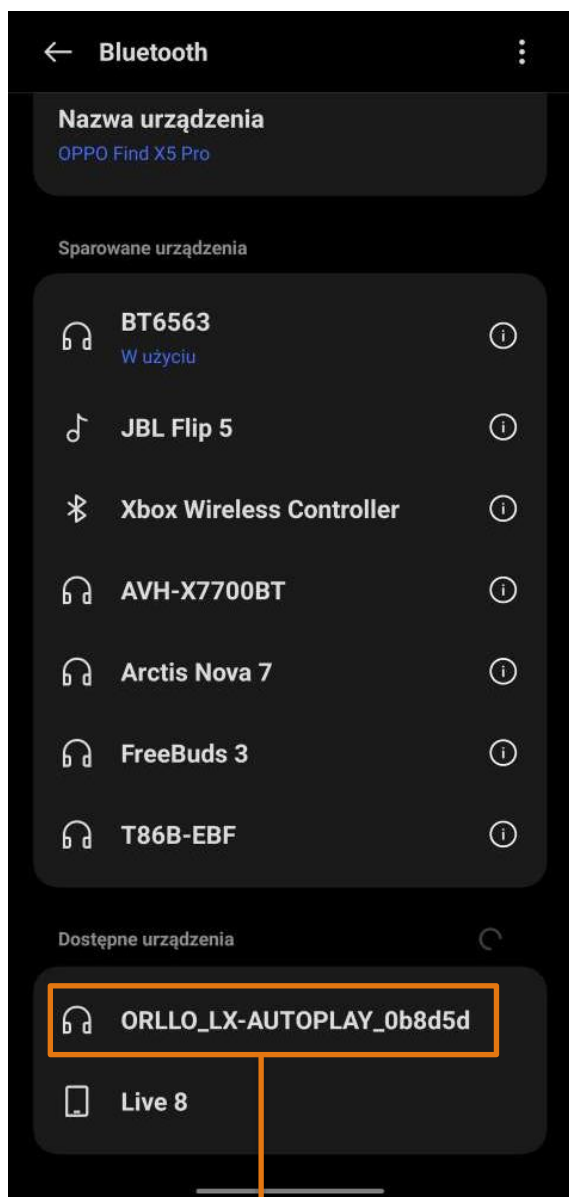 Bluetooth
Nazwa urządzenia
OPPO Find X5 Pro
Sparowane urządzenia
BT6563
W użyciu
JBL Flip 5
Xbox Wireless Controller
AVH-X7700BT
Arctis Nova 7
FreeBuds 3
T86B-EBF
Dostępne urządzenia
ORLLO_LX-AUTOPLAY_0b8d5d
Live 8